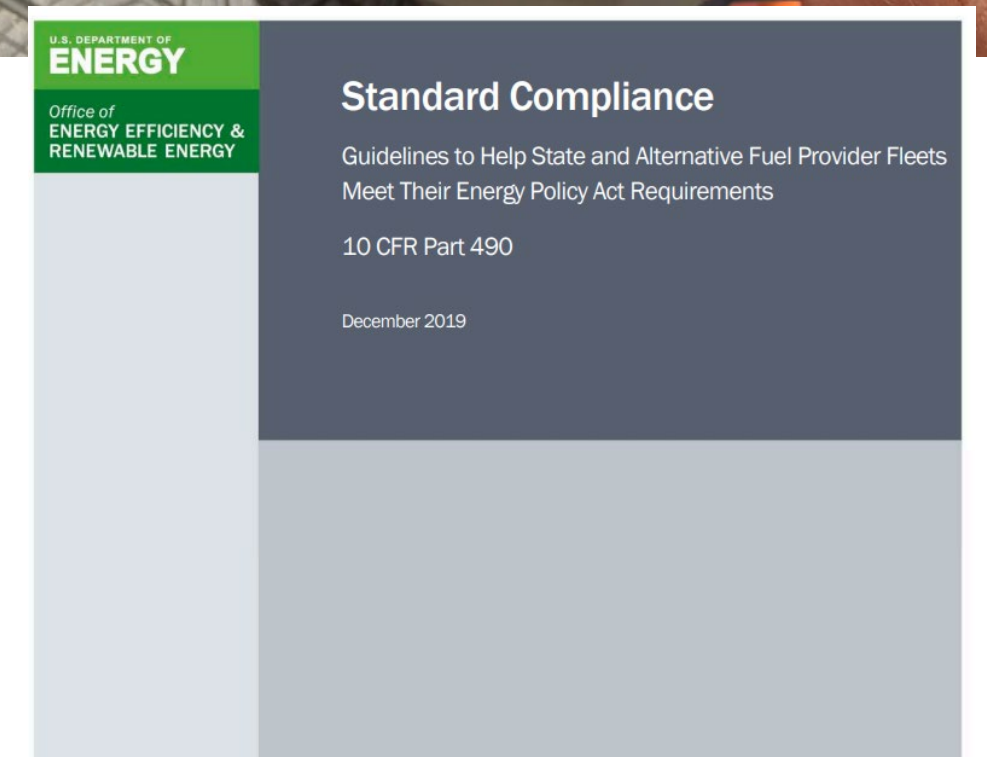 U.S. DEPARTMENT OF
ENERGY
Office of
ENERGY EFFICIENCY &
RENEWABLE ENERGY
Standard Compliance
Guidelines to Help State and Alternative Fuel Provider Fleets
Meet Their Energy Policy Act Requirements
10 CFR Part 490
December 2019